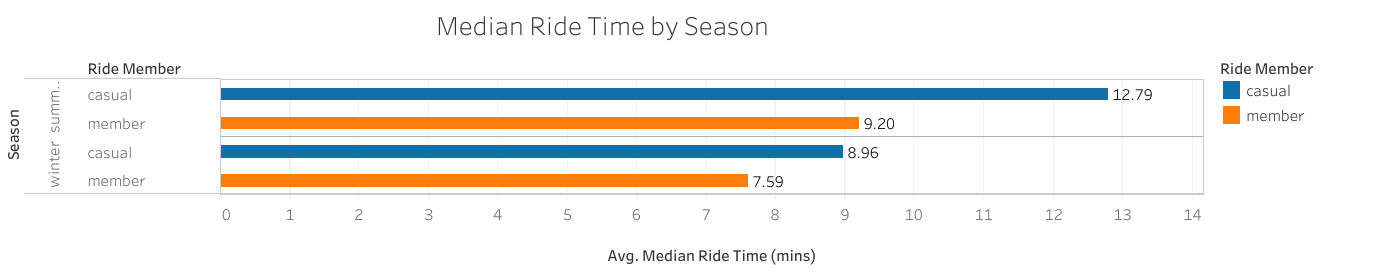 Median Ride Time by Season
Ride Member
Season
summ..
casual 12.79
member 9.20
winter
casual 8.96
member 7.59
0 1 2 3 4 5 6 7 8 9 10 11 12 13 14
Avg. Median Ride Time (mins)
Ride Member
casual
member